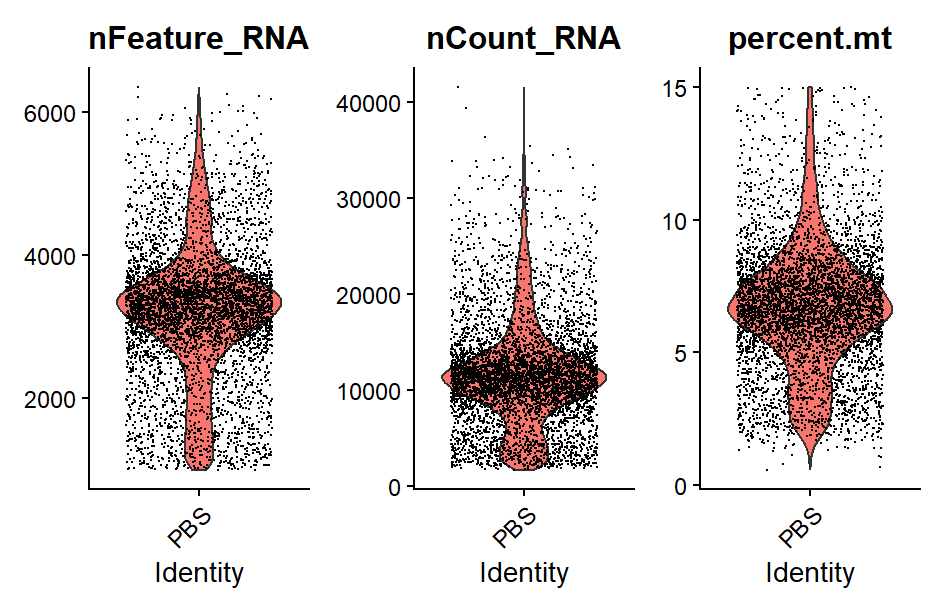 nFeature_RNA
6000
4000
2000
PBS
Identity
nCount_RNA
40000
30000
20000
10000
0
PBS
Identity
percent.mt
15
10
5
0
PBS
Identity